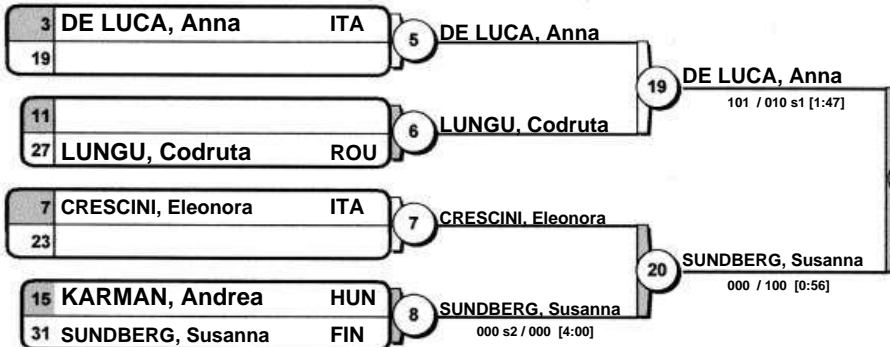 3 DE LUCA, Anna ITA
19
5
DE LUCA, Anna
11
27 LUNGU, Codruta ROU
6
LUNGU, Codruta
19
DE LUCA, Anna
101 / 010 s1 [1:47]
7 CRESCINI, Eleonora ITA
23
7
CRESCINI, Eleonora
15 KARMAN, Andrea HUN
31 SUNDBERG, Susanna FIN
8
SUNDBERG, Susanna
000 s2 / 000 [4:00]
20
SUNDBERG, Susanna
000 / 100 [0:56]